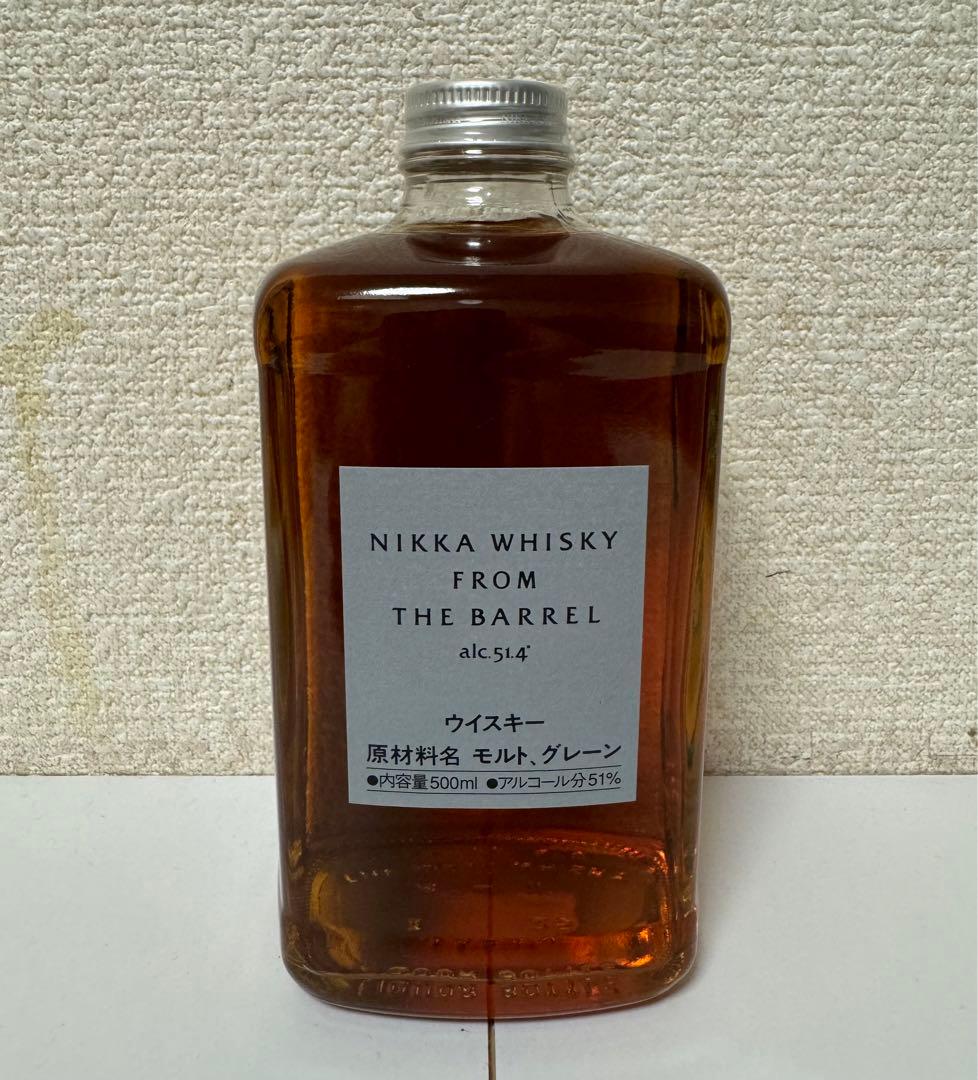 NIKKA WHISKY
FROM
THE BARREL
alc.51.4°
ウイスキー
原材料名 モルト、グレーン
●内容量500ml ●アルコール分51%